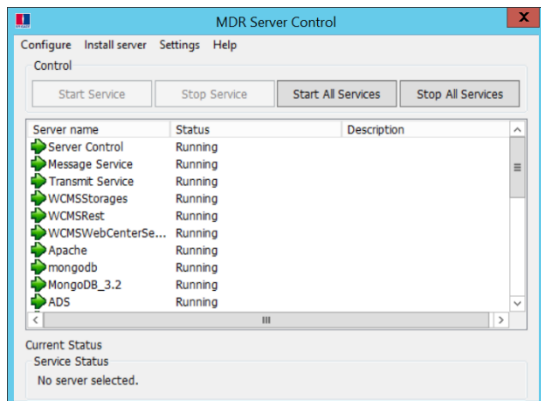 MDR Server Control
X
Configure Install server Settings Help
Control
Start Service Stop Service Start All Services Stop All Services
Server name Status Description
Server Control Running
Message Service Running
Transmit Service Running
WCMSStorages Running
WCMSRest Running
WCMSWebCenterSe... Running
Apache Running
mongodb Running
MongoDB_3.2 Running
ADS Running
Current Status
Service Status
No server selected.